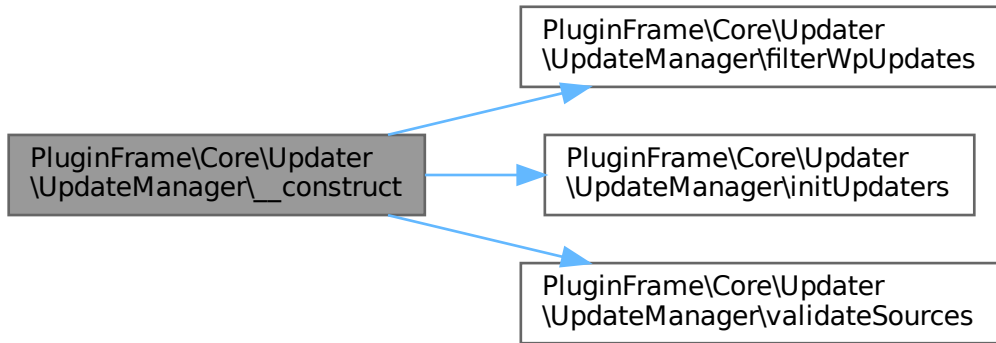 PluginFrame\Core\Updater
\UpdateManager\filterWpUpdates
PluginFrame\Core\Updater
\UpdateManager\__construct
PluginFrame\Core\Updater
\UpdateManager\initUpdaters
PluginFrame\Core\Updater
\UpdateManager\validateSources